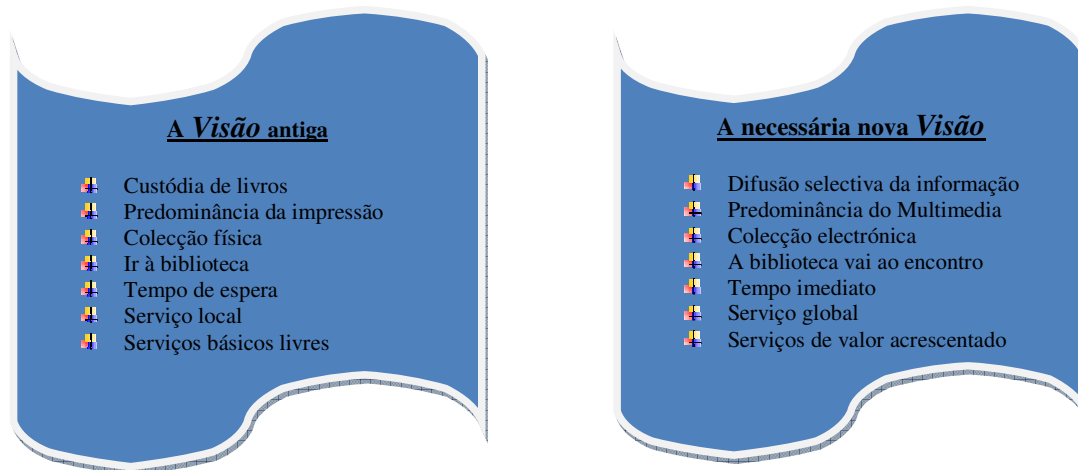 A Visão antiga
Custódia de livros
Predominância da impressão
Colecção física
Ir à biblioteca
Tempo de espera
Serviço local
Serviços básicos livres
A necessária nova Visão
Difusão selectiva da informação
Predominância do Multimedia
Colecção electrónica
A biblioteca vai ao encontro
Tempo imediato
Serviço global
Serviços de valor acrescentado